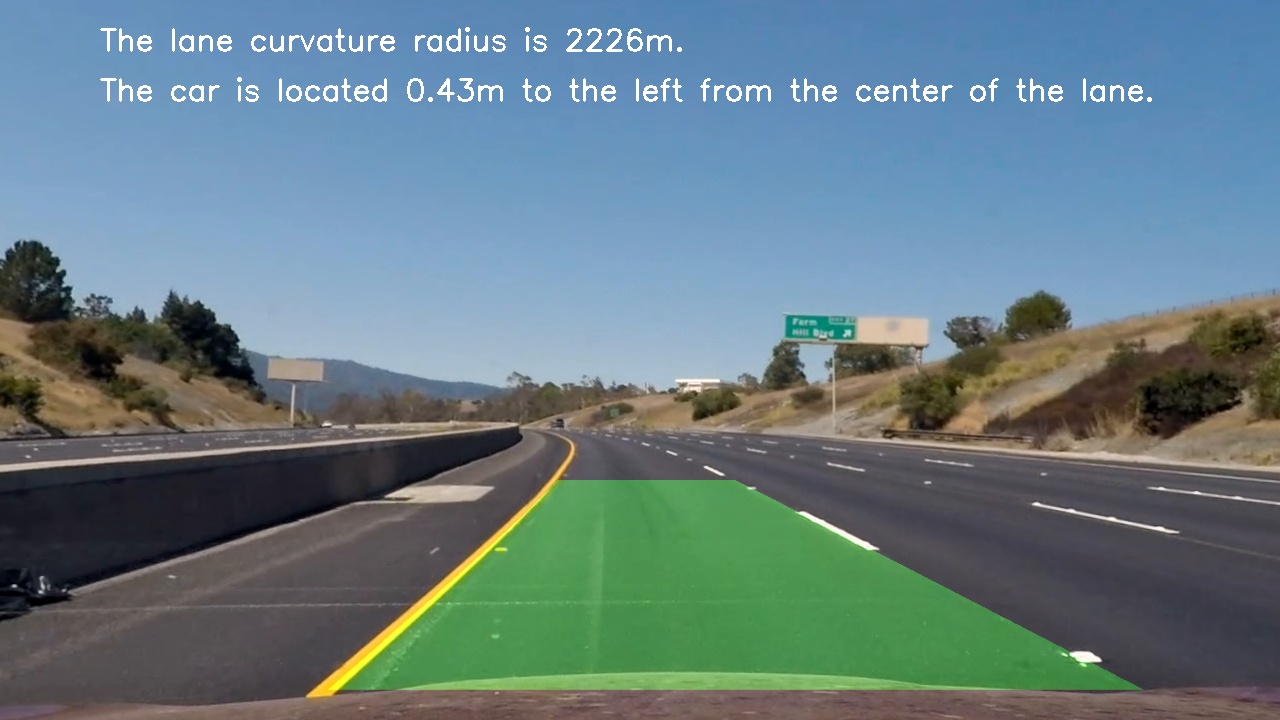 The lane curvature radius is 2226m.
The car is located 0.43m to the left from the center of the lane.
Farm
Hill Blvd